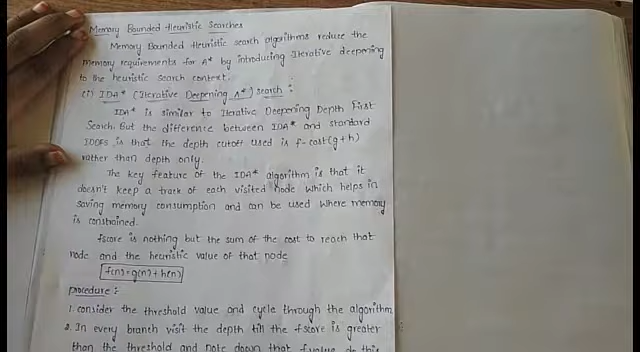 Memory Bounded Heuristic Searches
Memory Bounded Heuristic search algorithms reduce the
memory requirements for A* by introducing Iterative deepening
to the heuristic search context.
(i) IDA* (Iterative Deepening A*) search :
IDA* is similar to Iterative Deepening Depth First
Search. But the difference between IDA* and standard
IDDFS is that the depth cutoff used is f-cost(g+h)
rather than depth only.
The key feature of the IDA* algorithm is that it
doesn't keep a track of each visited node which helps in
saving memory consumption and can be used where memory
is constrained.
fscore is nothing but the sum of the cost to reach that
node and the heuristic value of that node
f(n)=g(n)+h(n)
procedure :
1. consider the threshold value and cycle through the algorithm
2. In every branch visit the depth till the fscore is greater
than the threshold and note down that fvalue do this